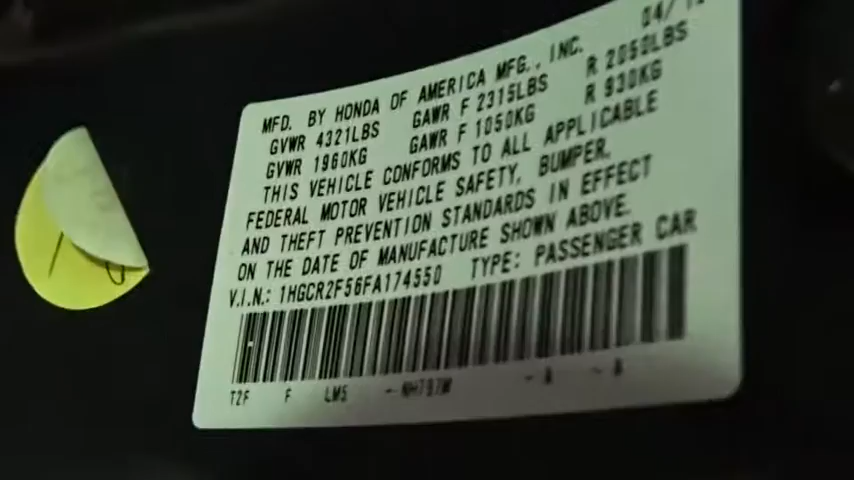 04/
MFD. BY HONDA OF AMERICA MFG., INC.
GVWR 4321LBS GAWR F 2315LBS R 2050LBS
GVWR 1960KG GAWR F 1050KG R 930KG
THIS VEHICLE CONFORMS TO ALL APPLICABLE
FEDERAL MOTOR VEHICLE SAFETY, BUMPER,
AND THEFT PREVENTION STANDARDS IN EFFECT
ON THE DATE OF MANUFACTURE SHOWN ABOVE.
V.I.N.: 1HGCR2F56FA174550 TYPE: PASSENGER CAR
T2F F LMS -NH797M -A -A